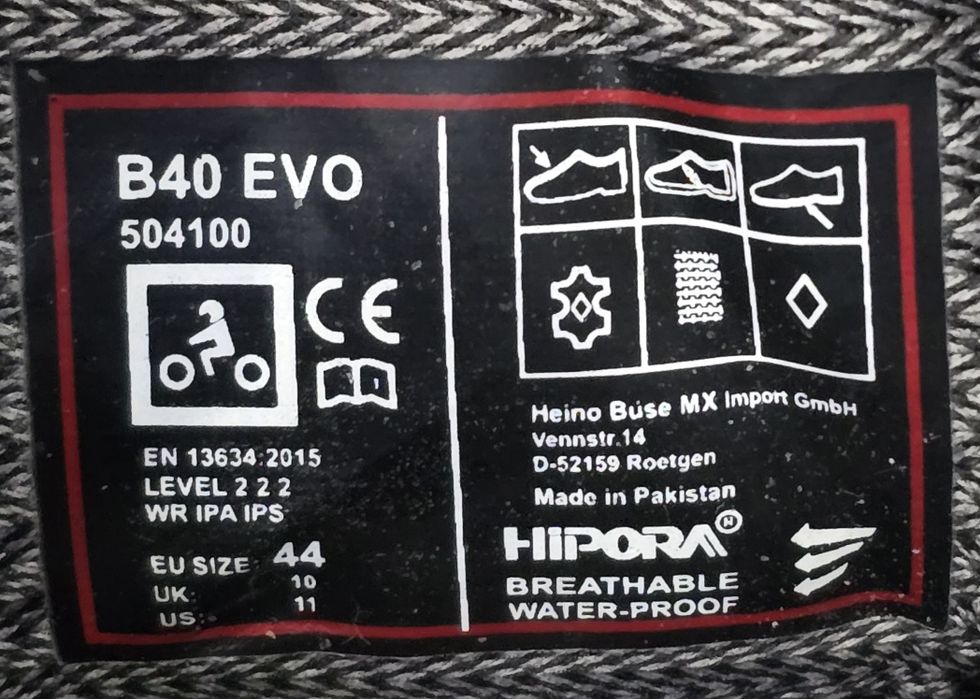 B40 EVO
504100
CE
EN 13634:2015
LEVEL 2 2 2
WR IPA IPS
EU SIZE: 44
UK: 10
US: 11
Heino Büse MX Import GmbH
Vennstr.14
D-52159 Roetgen
Made in Pakistan
HiPORA®
BREATHABLE
WATER-PROOF